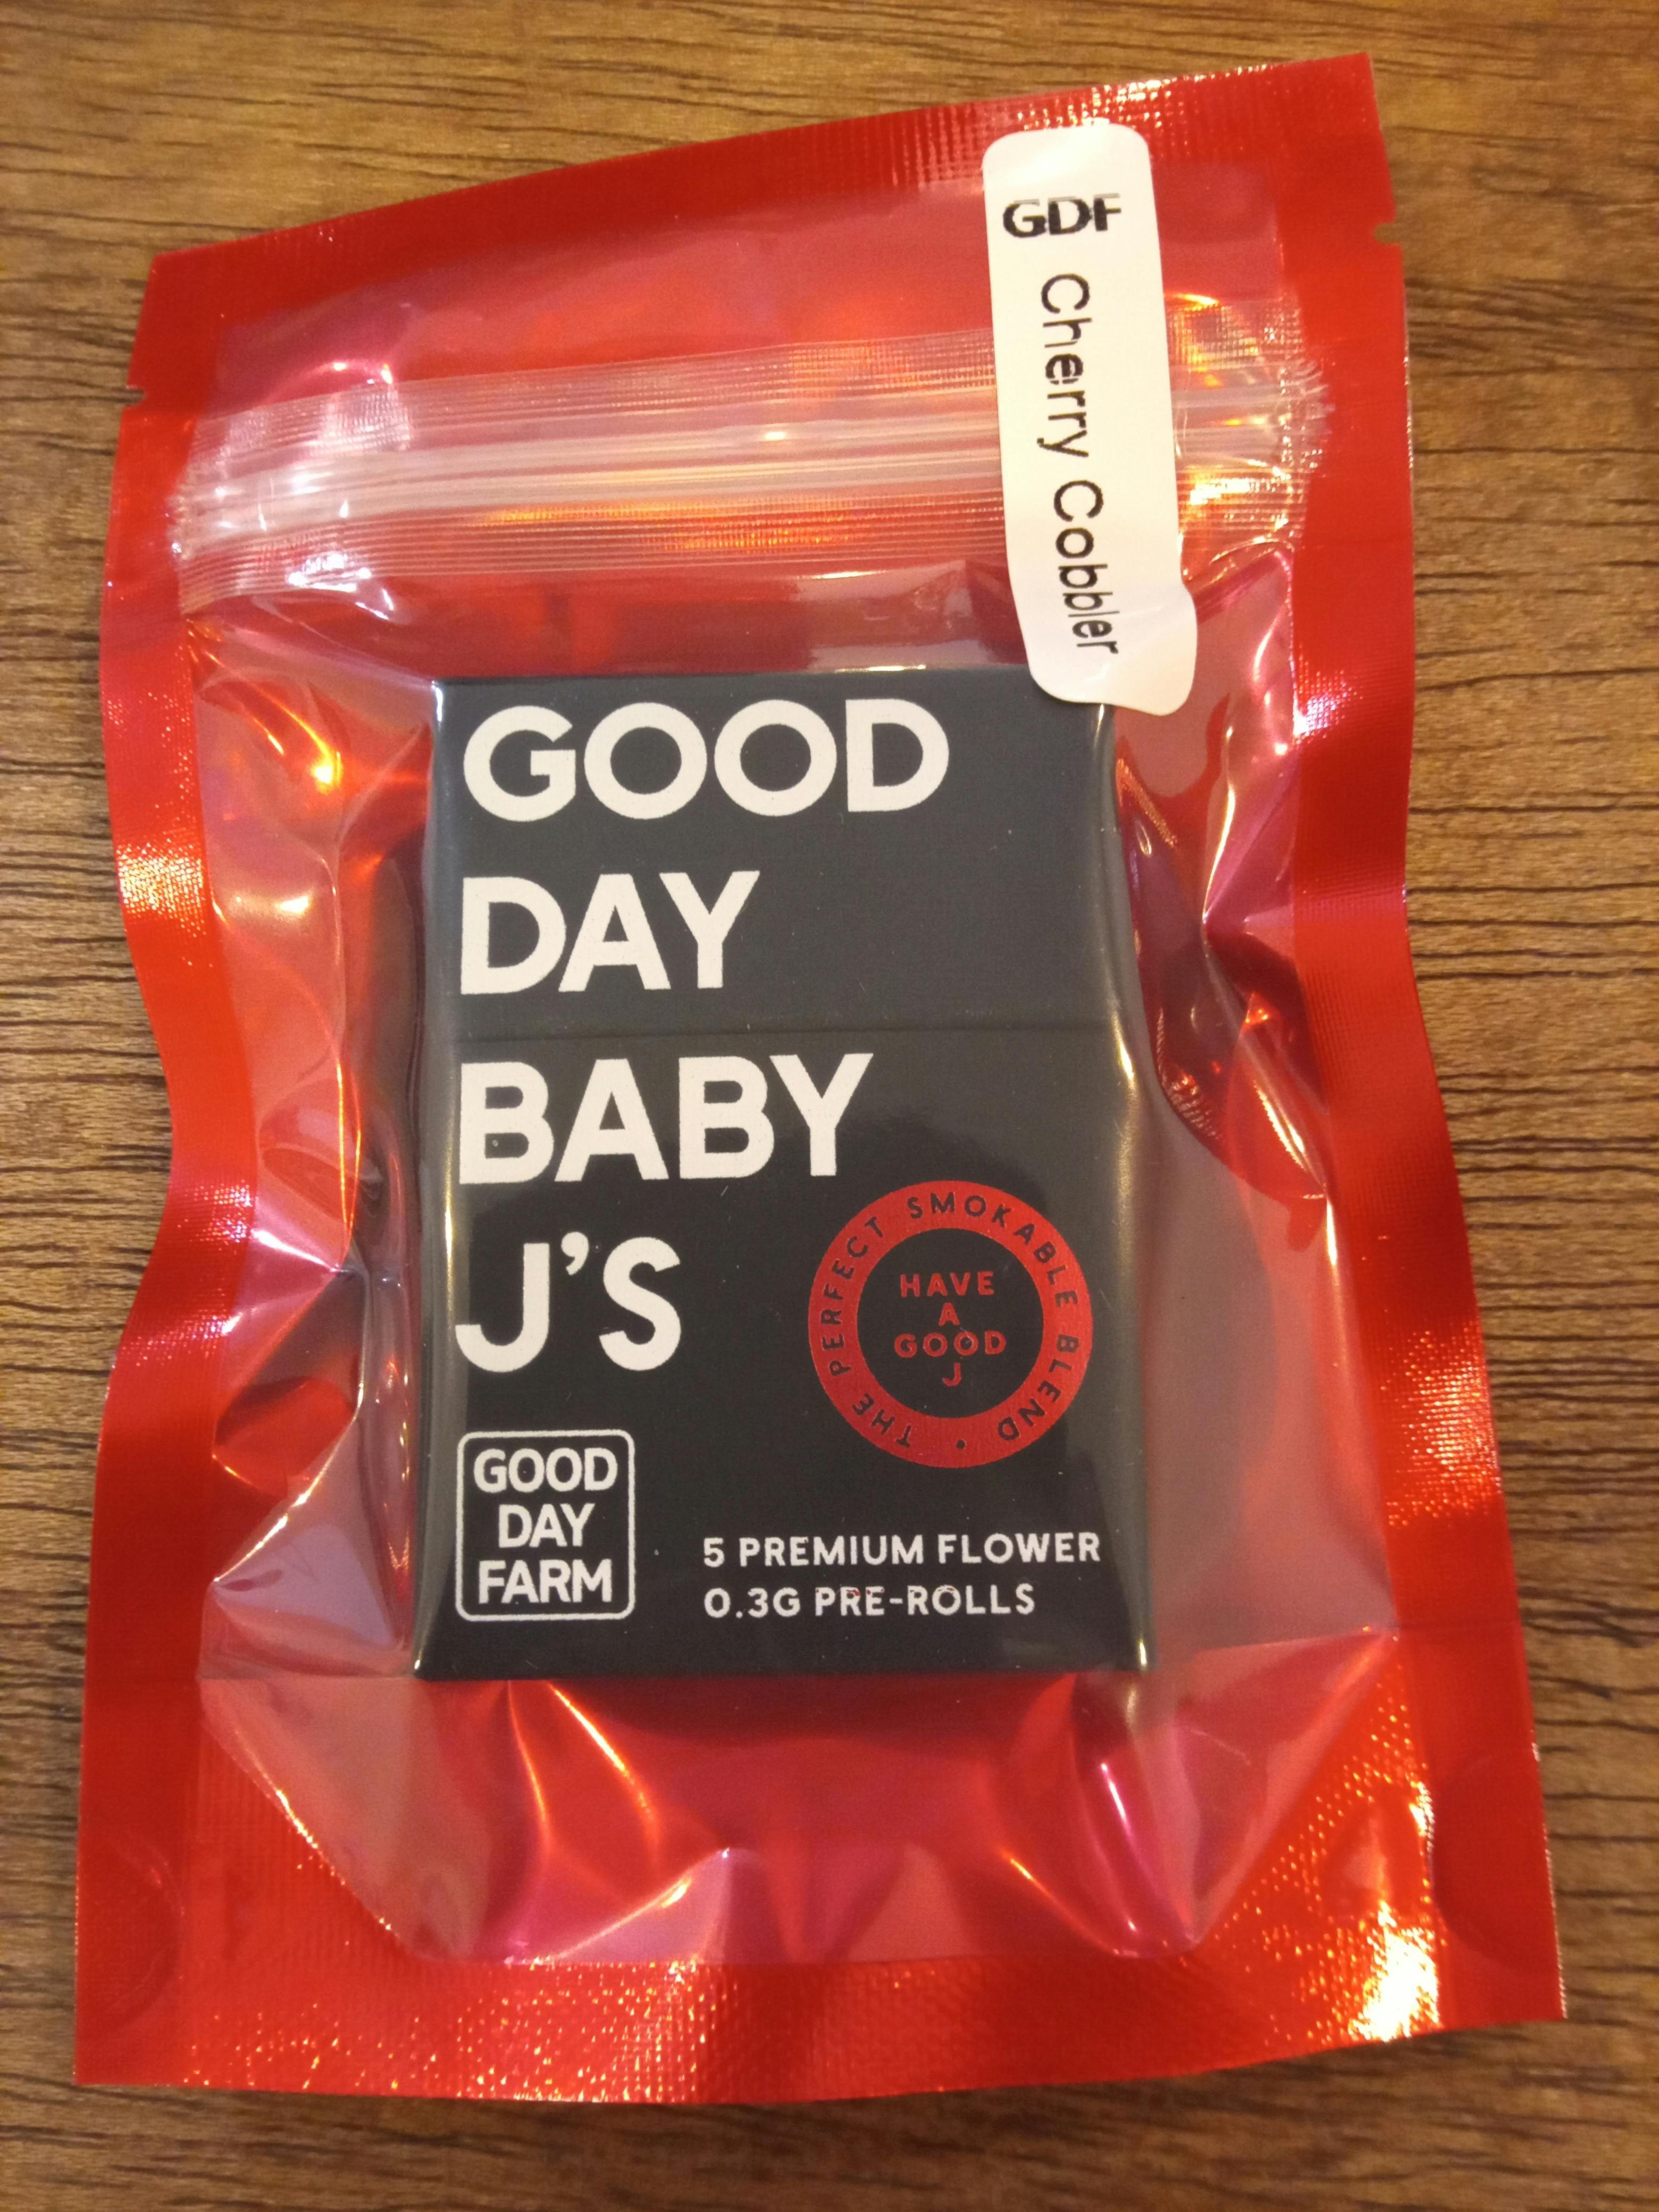 GDF Cherry Cobbler
GOOD
DAY
BABY
J'S
THE PERFECT SMOKABLE BLEND •
HAVE
A
GOOD
J
GOOD
DAY
FARM
5 PREMIUM FLOWER
0.3G PRE-ROLLS